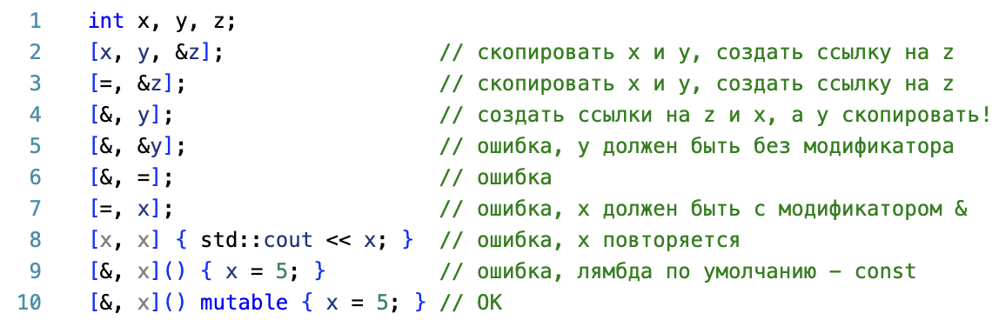 1 int x, y, z;
2 [x, y, &z]; // скопировать x и y, создать ссылку на z
3 [=, &z]; // скопировать x и y, создать ссылку на z
4 [&, y]; // создать ссылки на z и x, а y скопировать!
5 [&, &y]; // ошибка, y должен быть без модификатора
6 [&, =]; // ошибка
7 [=, x]; // ошибка, x должен быть с модификатором &
8 [x, x] { std::cout << x; } // ошибка, x повторяется
9 [&, x]() { x = 5; } // ошибка, лямбда по умолчанию - const
10 [&, x]() mutable { x = 5; } // OK